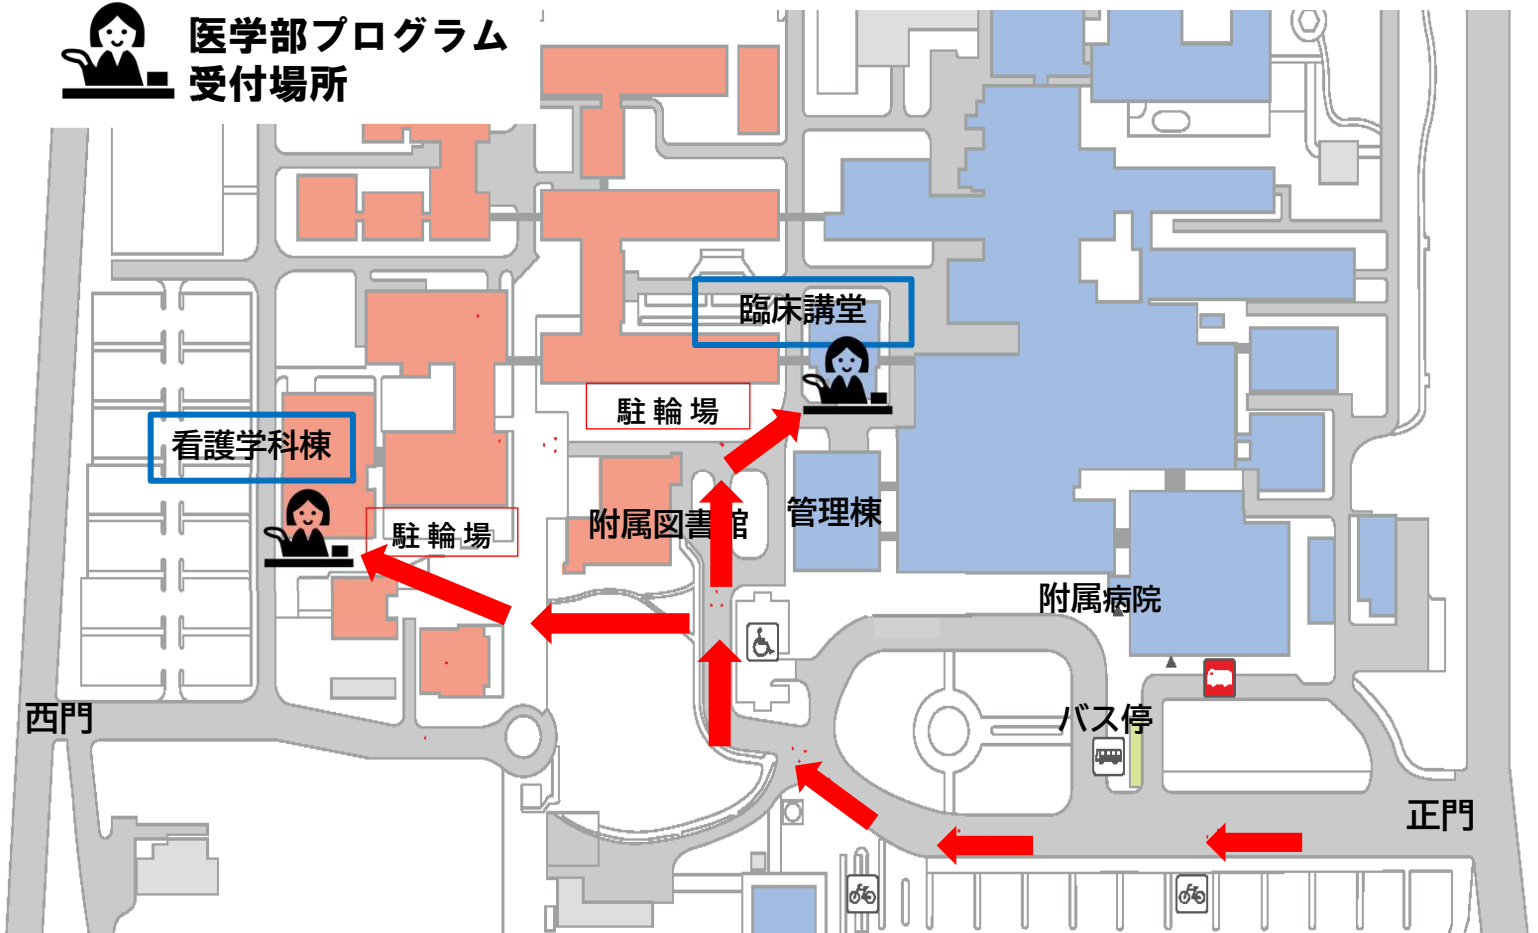 医学部プログラム
受付場所
臨床講堂
駐輪場
看護学科棟
駐輪場
附属図書館
管理棟
附属病院
西門
バス停
正門